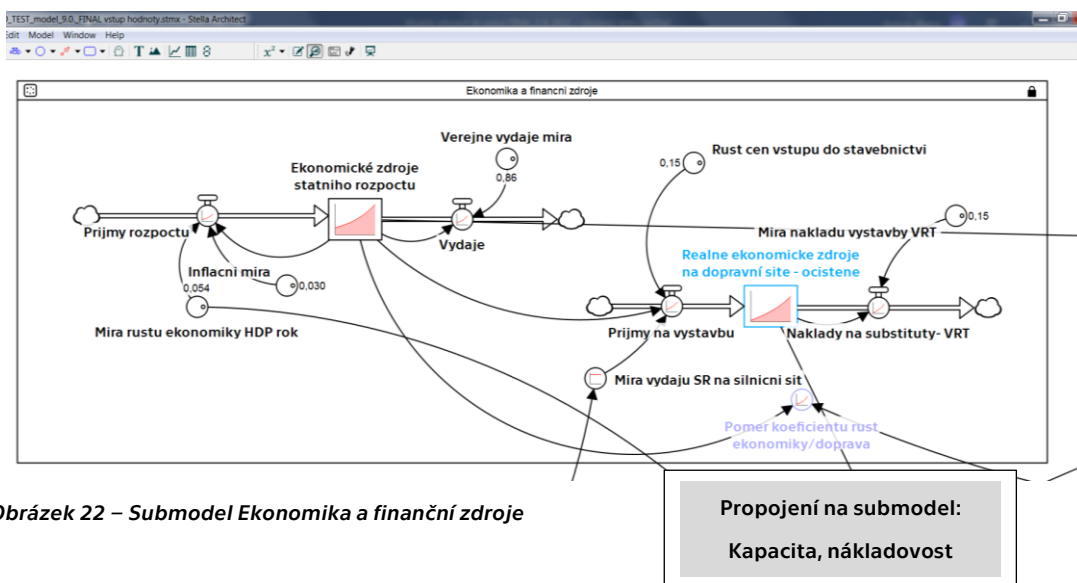 O_TEST_model_9.0._FINAL vstup hodnoty.stmx - Stella Architect
Edit Model Window Help
T 8 x²
Ekonomika a financni zdroje
Verejne vydaje mira
0,86
Rust cen vstupu do stavebnictvi
0,15
Ekonomické zdroje
statniho rozpoctu
0,15
Prijmy rozpoctu
Vydaje
Mira nakladu vystavby VRT
Realne ekonomicke zdroje
na dopravní site - ocistene
Inflacni mira
0,030
0,054
Mira rustu ekonomiky HDP rok
Prijmy na vystavbu
Naklady na substituty- VRT
Mira vydaju SR na silnicni sit
Pomer koeficientu rust
ekonomiky/doprava
Obrázek 22 – Submodel Ekonomika a finanční zdroje
Propojení na submodel:
Kapacita, nákladovost